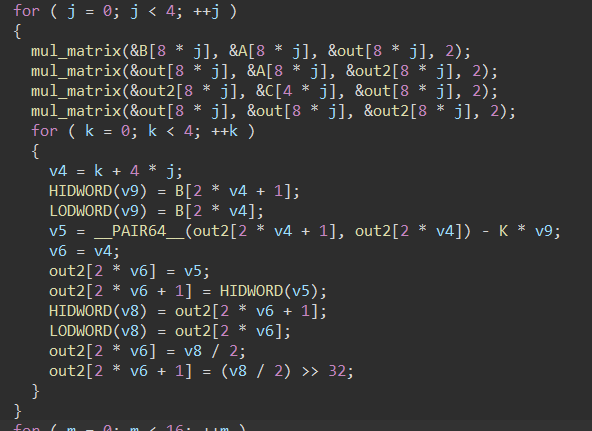 for ( j = 0; j < 4; ++j )
{
mul_matrix(&B[8 * j], &A[8 * j], &out[8 * j], 2);
mul_matrix(&out[8 * j], &A[8 * j], &out2[8 * j], 2);
mul_matrix(&out2[8 * j], &C[4 * j], &out[8 * j], 2);
mul_matrix(&out[8 * j], &out[8 * j], &out2[8 * j], 2);
for ( k = 0; k < 4; ++k )
{
v4 = k + 4 * j;
HIDWORD(v9) = B[2 * v4 + 1];
LODWORD(v9) = B[2 * v4];
v5 = __PAIR64__(out2[2 * v4 + 1], out2[2 * v4]) - K * v9;
v6 = v4;
out2[2 * v6] = v5;
out2[2 * v6 + 1] = HIDWORD(v5);
HIDWORD(v8) = out2[2 * v6 + 1];
LODWORD(v8) = out2[2 * v6];
out2[2 * v6] = v8 / 2;
out2[2 * v6 + 1] = (v8 / 2) >> 32;
}
}
for ( m = 0; m < 16; ++m )